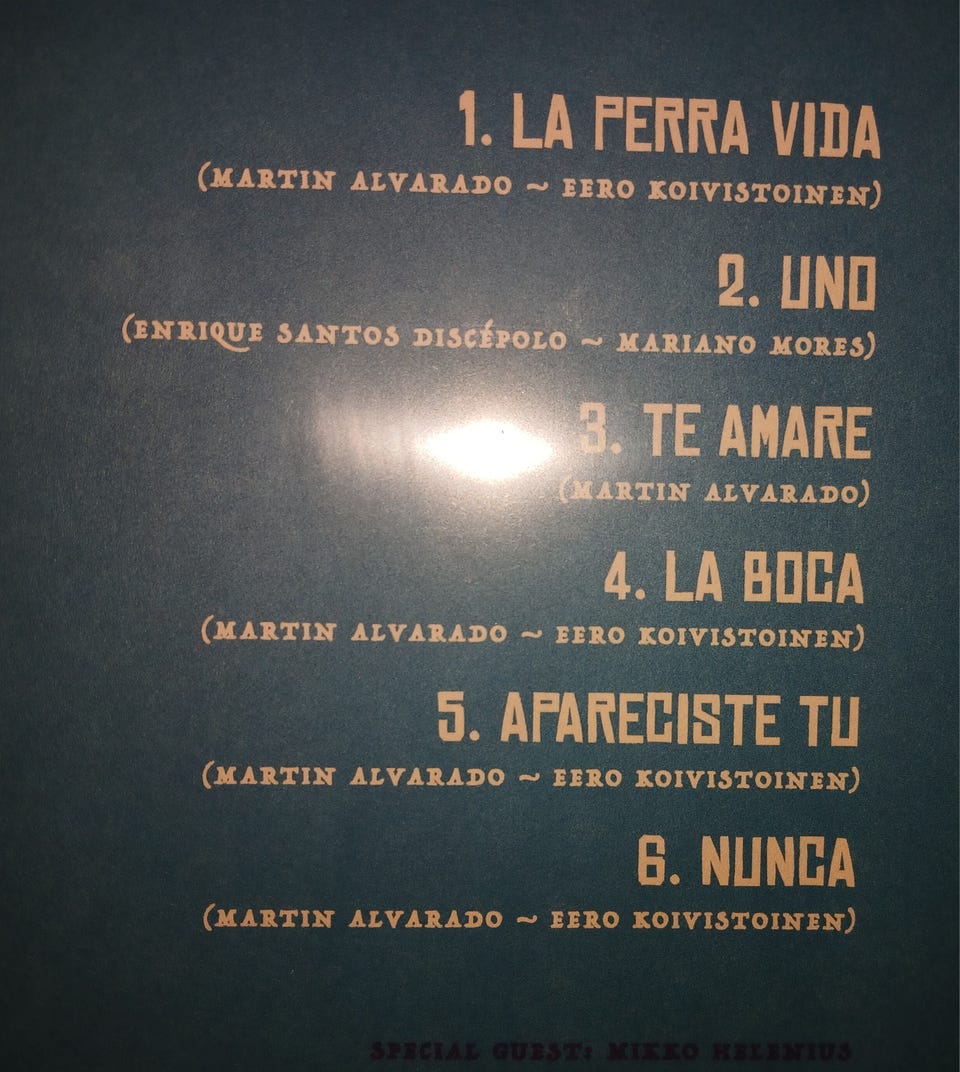 1. LA PERRA VIDA
(MARTIN ALVARADO ~ EERO KOIVISTOINEN)
2. UNO
(ENRIQUE SANTOS DISCÉPOLO ~ MARIANO MORES)
3. TE AMARE
(MARTIN ALVARADO)
4. LA BOCA
(MARTIN ALVARADO ~ EERO KOIVISTOINEN)
5. APARECISTE TU
(MARTIN ALVARADO ~ EERO KOIVISTOINEN)
6. NUNCA
(MARTIN ALVARADO ~ EERO KOIVISTOINEN)
SPECIAL GUEST: MIKKO HELENIUS